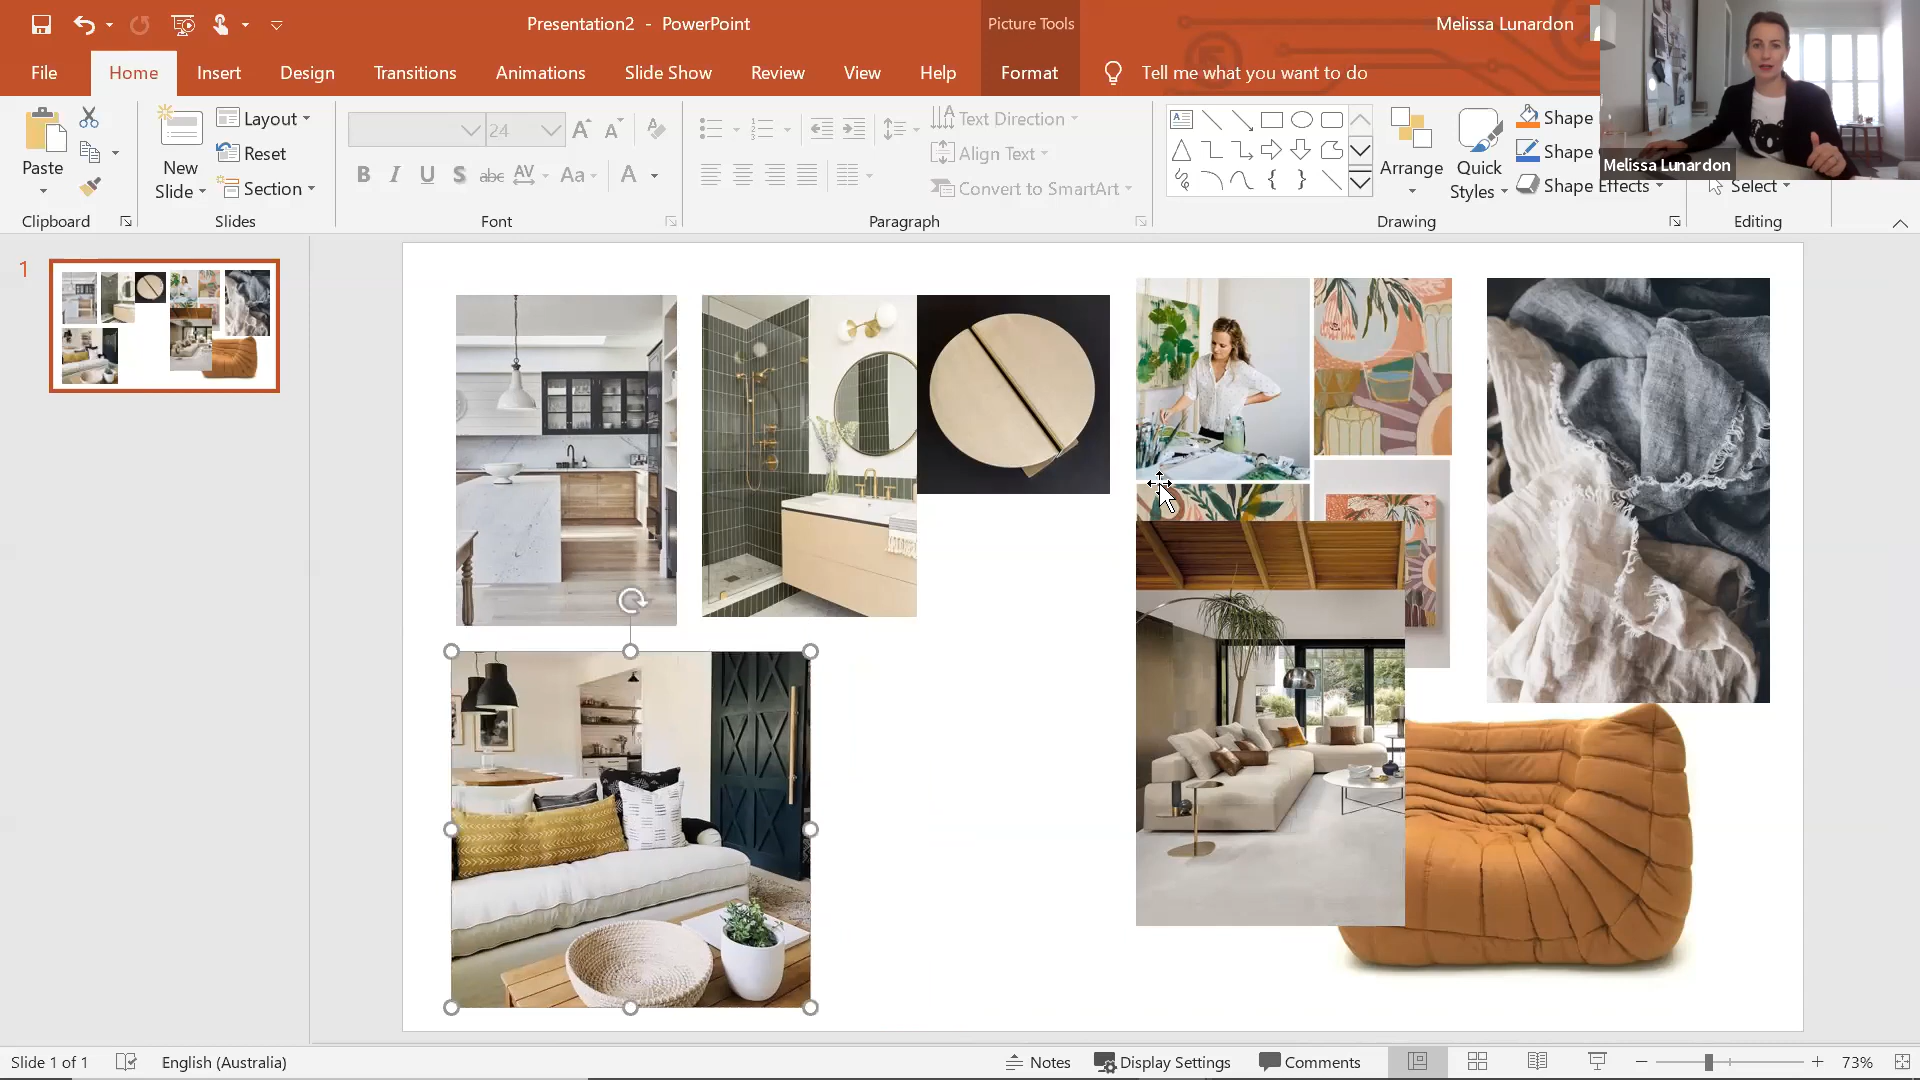 Presentation2 - PowerPoint
Picture Tools
Melissa Lunardon
File
Home
Insert
Design
Transitions
Animations
Slide Show
Review
View
Help
Format
Tell me what you want to do
Paste
New
Slide
Layout
Reset
Section
24
B I U S abc AV Aa A
Text Direction
Align Text
Convert to SmartArt
Arrange
Quick
Styles
Shape
Shape
Shape Effects
Select
Melissa Lunardon
Clipboard
Slides
Font
Paragraph
Drawing
Editing
1
Slide 1 of 1
English (Australia)
Notes
Display Settings
Comments
73%